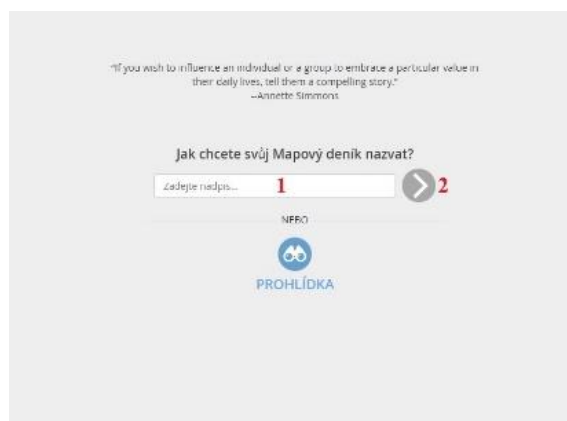 "If you wish to influence an individual or a group to embrace a particular value in
their daily lives, tell them a compelling story."
--Annette Simmons
Jak chcete svůj Mapový deník nazvat?
Zadejte nadpis... 1
2
NEBO
PROHLÍDKA